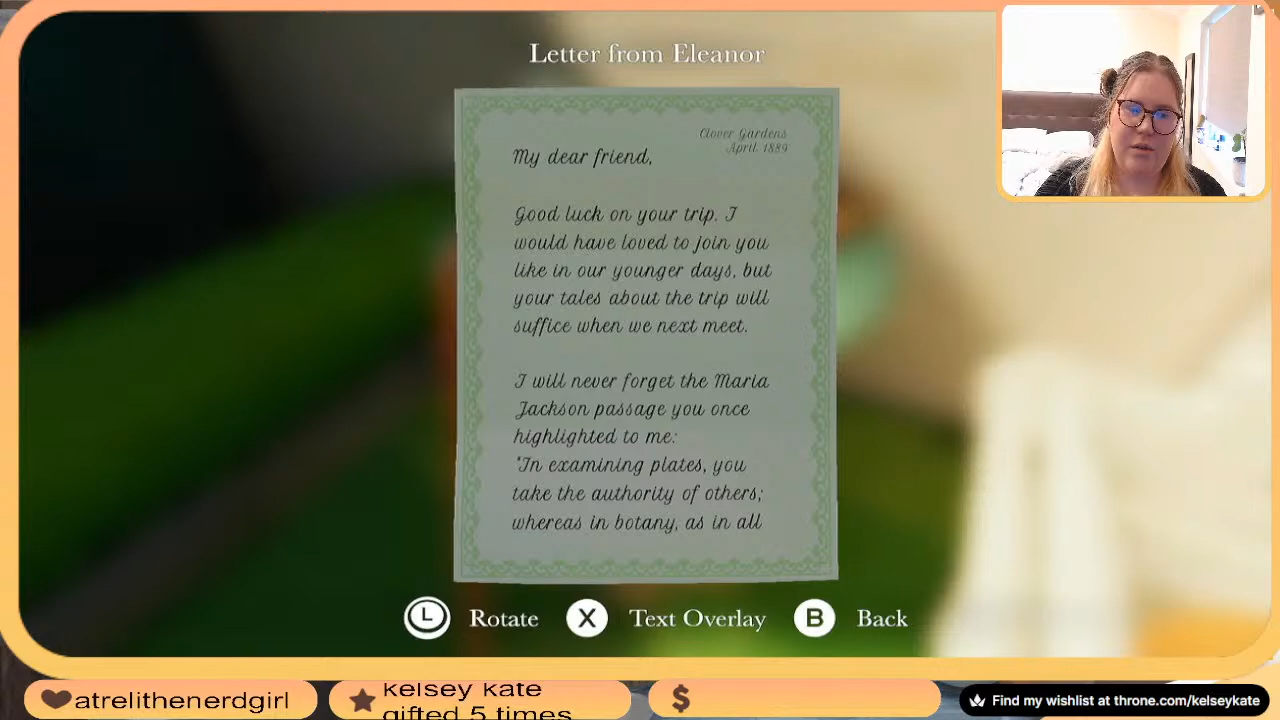 Letter from Eleanor
Clover Gardens
April, 1889
My dear friend,
Good luck on your trip. I
would have loved to join you
like in our younger days, but
your tales about the trip will
suffice when we next meet.
I will never forget the Maria
Jackson passage you once
highlighted to me:
"In examining plates, you
take the authority of others;
whereas in botany, as in all
L Rotate X Text Overlay B Back
atrelithenerdgirl
kelsey kate
gifted 5 times
$
Find my wishlist at throne.com/kelseykate